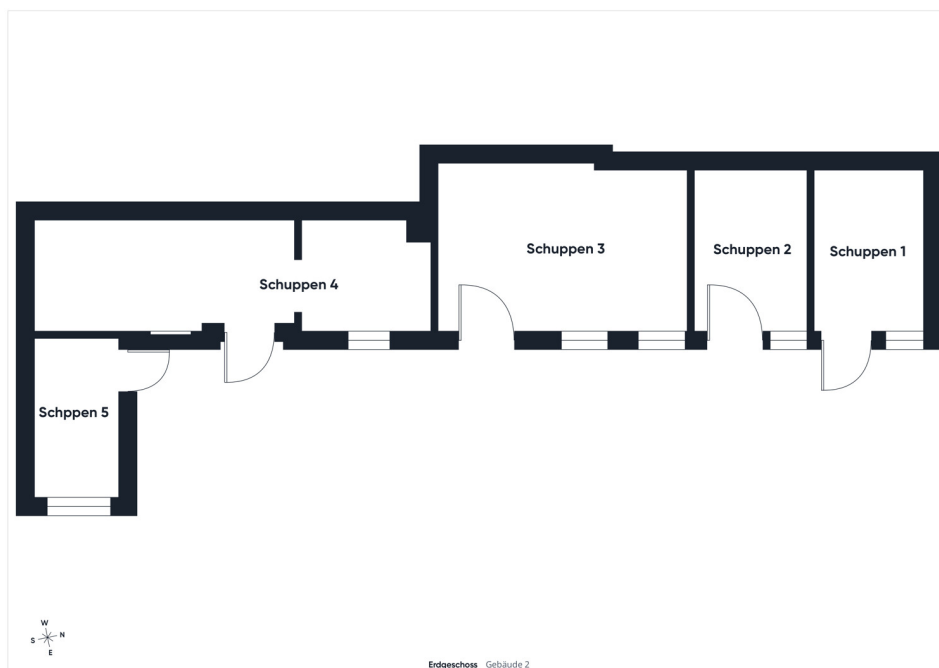 Schuppen 3
Schuppen 2
Schuppen 1
Schuppen 4
Schppen 5
W
S N
E
Erdgeschoss Gebäude 2